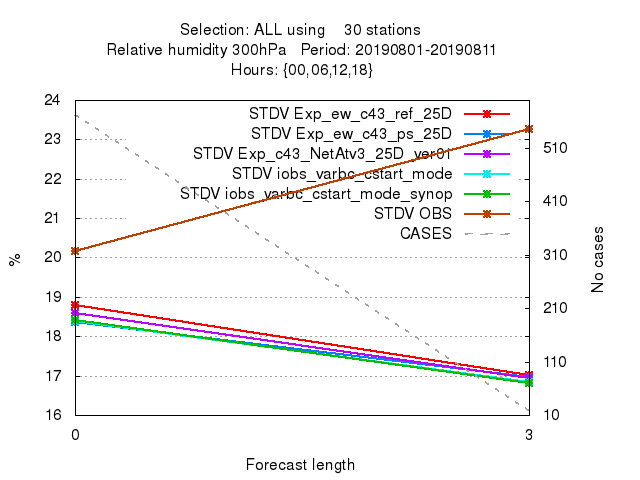 Selection: ALL using 30 stations
Relative humidity 300hPa Period: 20190801-20190811
Hours: {00,06,12,18}
24
23
22
21
20
19
18
17
16
%
STDV Exp_ew_c43_ref_25D
STDV Exp_ew_c43_ps_25D
STDV Exp_c43_NetAtv3_25D_ver01
STDV iobs_varbc_cstart_mode
STDV iobs_varbc_cstart_mode_synop
STDV OBS
CASES
510
410
310
210
110
10
No cases
0
3
Forecast length